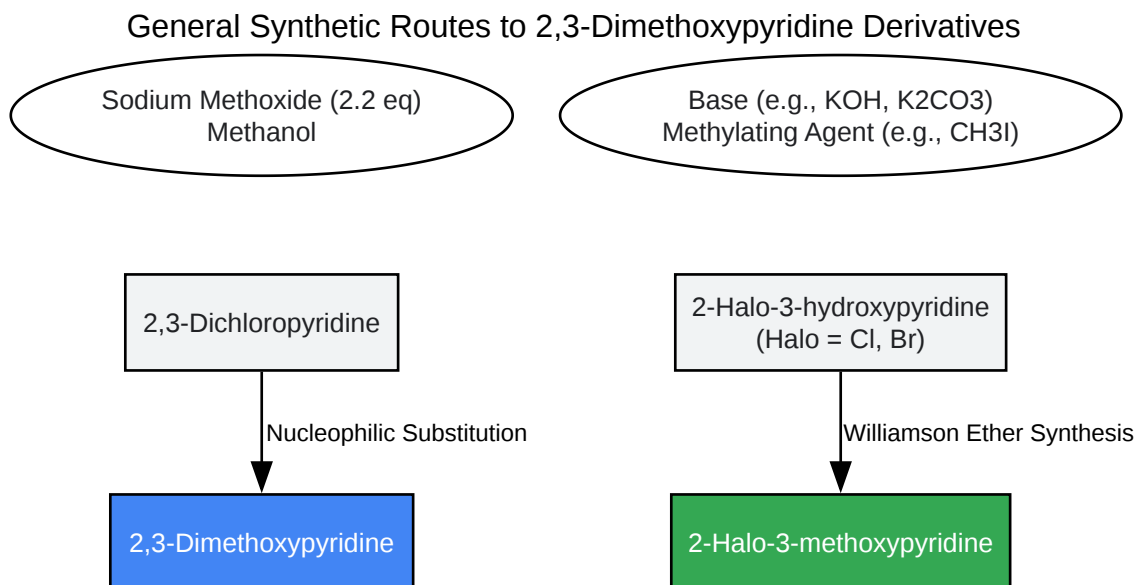 General Synthetic Routes to 2,3-Dimethoxypyridine Derivatives
Sodium Methoxide (2.2 eq)
Methanol
Base (e.g., KOH, K2CO3)
Methylating Agent (e.g., CH3I)
2,3-Dichloropyridine
2-Halo-3-hydroxypyridine
(Halo = Cl, Br)
Nucleophilic Substitution
Williamson Ether Synthesis
2,3-Dimethoxypyridine
2-Halo-3-methoxypyridine